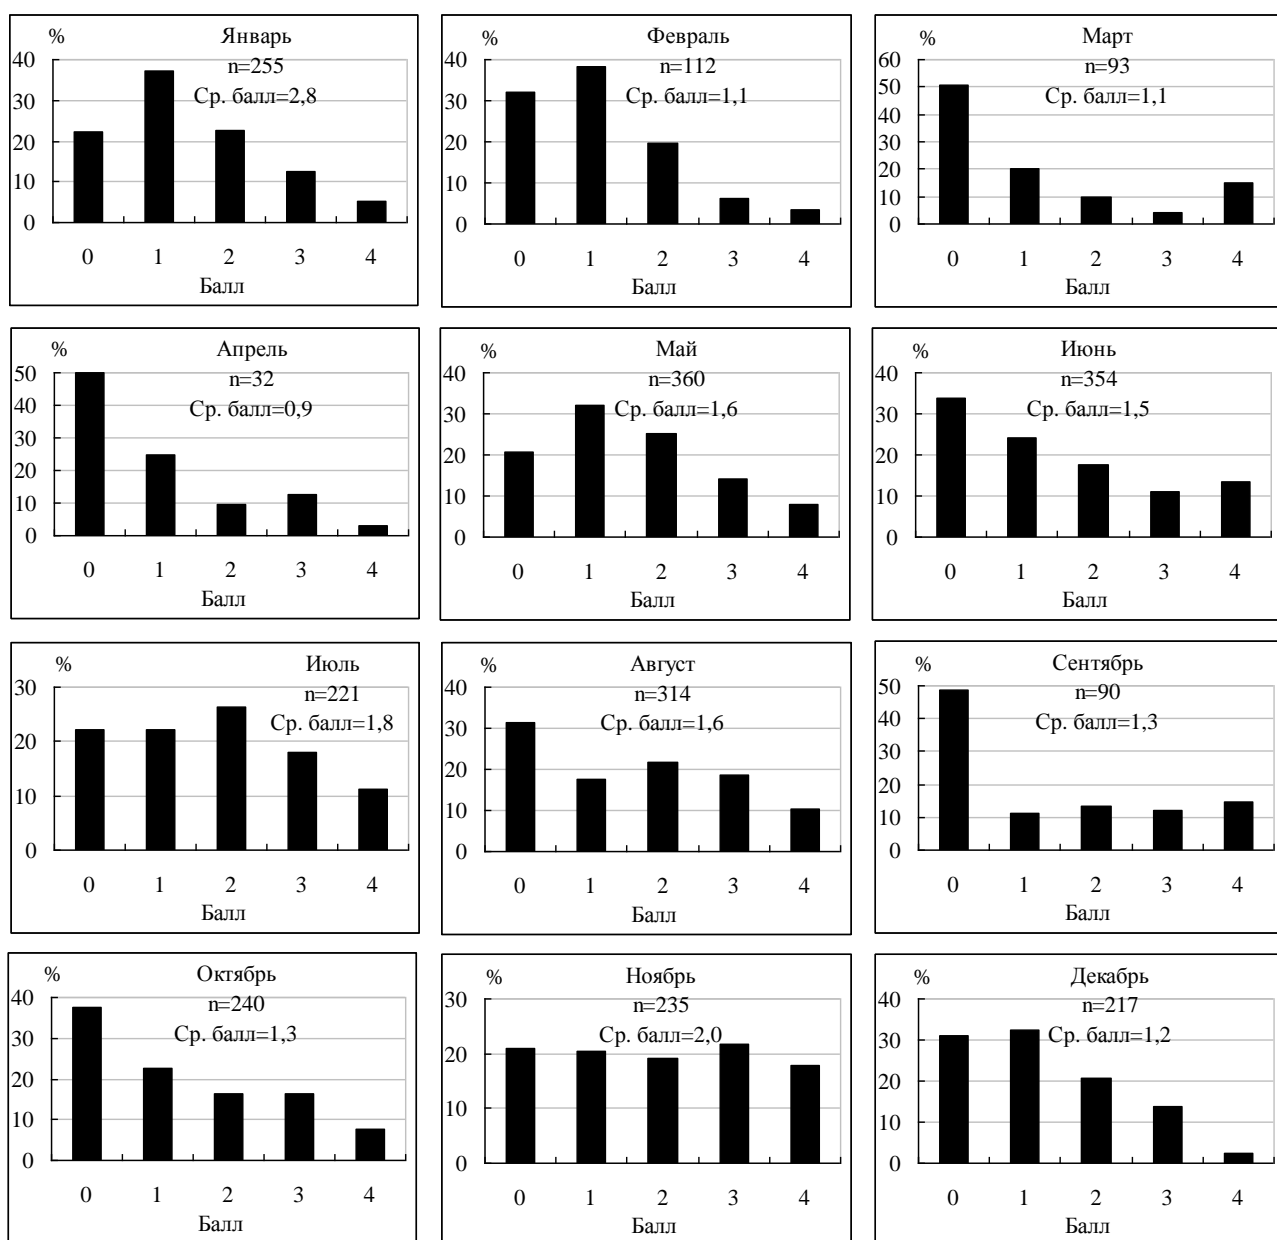 %
Январь
n=255
Ср. балл=2,8
40
30
20
10
0
0 1 2 3 4
Балл
%
Февраль
n=112
Ср. балл=1,1
40
30
20
10
0
0 1 2 3 4
Балл
%
Март
n=93
Ср. балл=1,1
60
50
40
30
20
10
0
0 1 2 3 4
Балл
%
Апрель
n=32
Ср. балл=0,9
50
40
30
20
10
0
0 1 2 3 4
Балл
%
Май
n=360
Ср. балл=1,6
40
30
20
10
0
0 1 2 3 4
Балл
%
Июнь
n=354
Ср. балл=1,5
40
30
20
10
0
0 1 2 3 4
Балл
%
Июль
n=221
Ср. балл=1,8
30
20
10
0
0 1 2 3 4
Балл
%
Август
n=314
Ср. балл=1,6
40
30
20
10
0
0 1 2 3 4
Балл
%
Сентябрь
n=90
Ср. балл=1,3
50
40
30
20
10
0
0 1 2 3 4
Балл
%
Октябрь
n=240
Ср. балл=1,3
40
30
20
10
0
0 1 2 3 4
Балл
%
Ноябрь
n=235
Ср. балл=2,0
30
20
10
0
0 1 2 3 4
Балл
%
Декабрь
n=217
Ср. балл=1,2
40
30
20
10
0
0 1 2 3 4
Балл